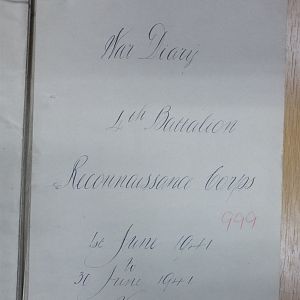 War Diary
4th Battalion
Reconnaissance Corps
999
1st June 1941
to
30 June 1941